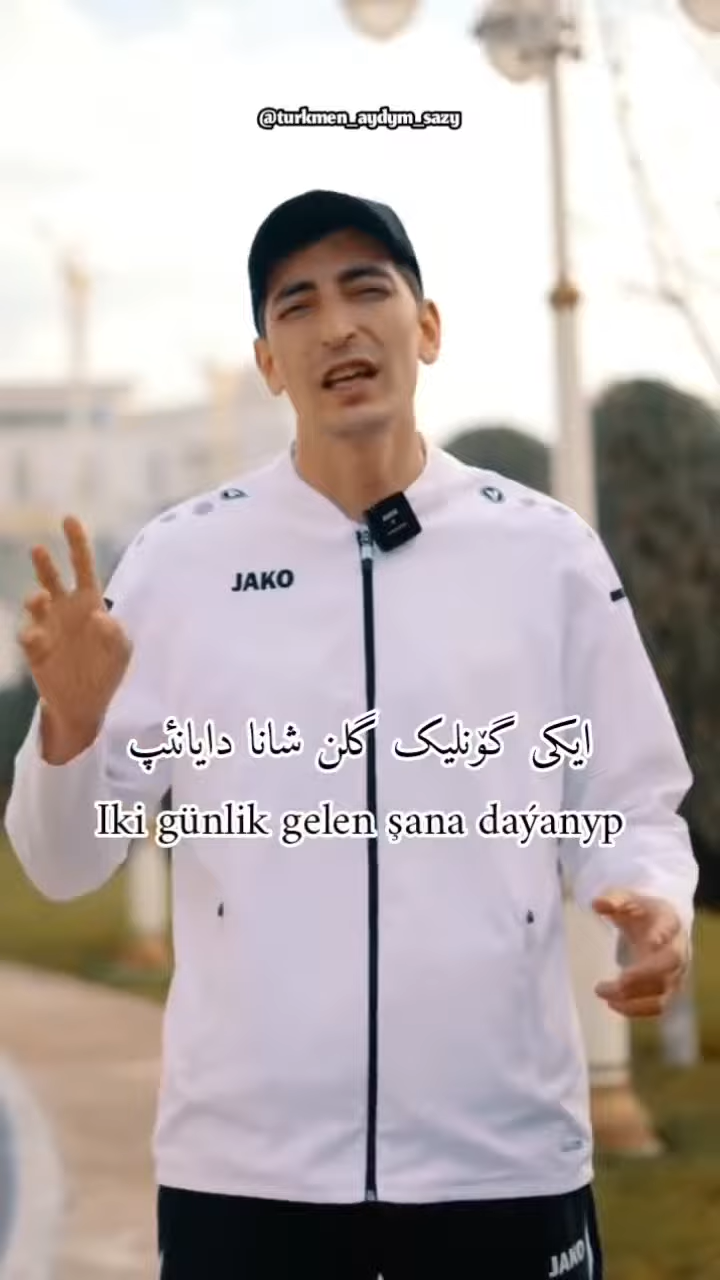 @turkmen_aydym_sazy
JAKO
ایکی گۆنلیک گلن شانا دایانئپ
Iki günlik gelen şana daýanyp
JAKO